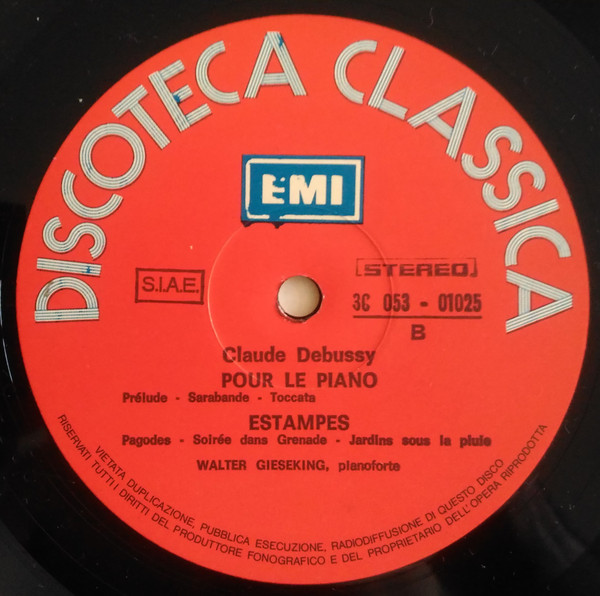 DISCOTECA CLASSICA
EMI
S.I.A.E.
STEREO
3C 053 - 01025
B
Claude Debussy
POUR LE PIANO
Prélude - Sarabande - Toccata
ESTAMPES
Pagodes - Soirée dans Grenade - Jardins sous la pluie
WALTER GIESEKING, pianoforte
VIETATA DUPLICAZIONE, PUBBLICA ESECUZIONE, RADIODIFFUSIONE DI QUESTO DISCO
RISERVATI TUTTI I DIRITTI DEL PRODUTTORE FONOGRAFICO E DEL PROPRIETARIO DELL'OPERA RIPRODOTTA